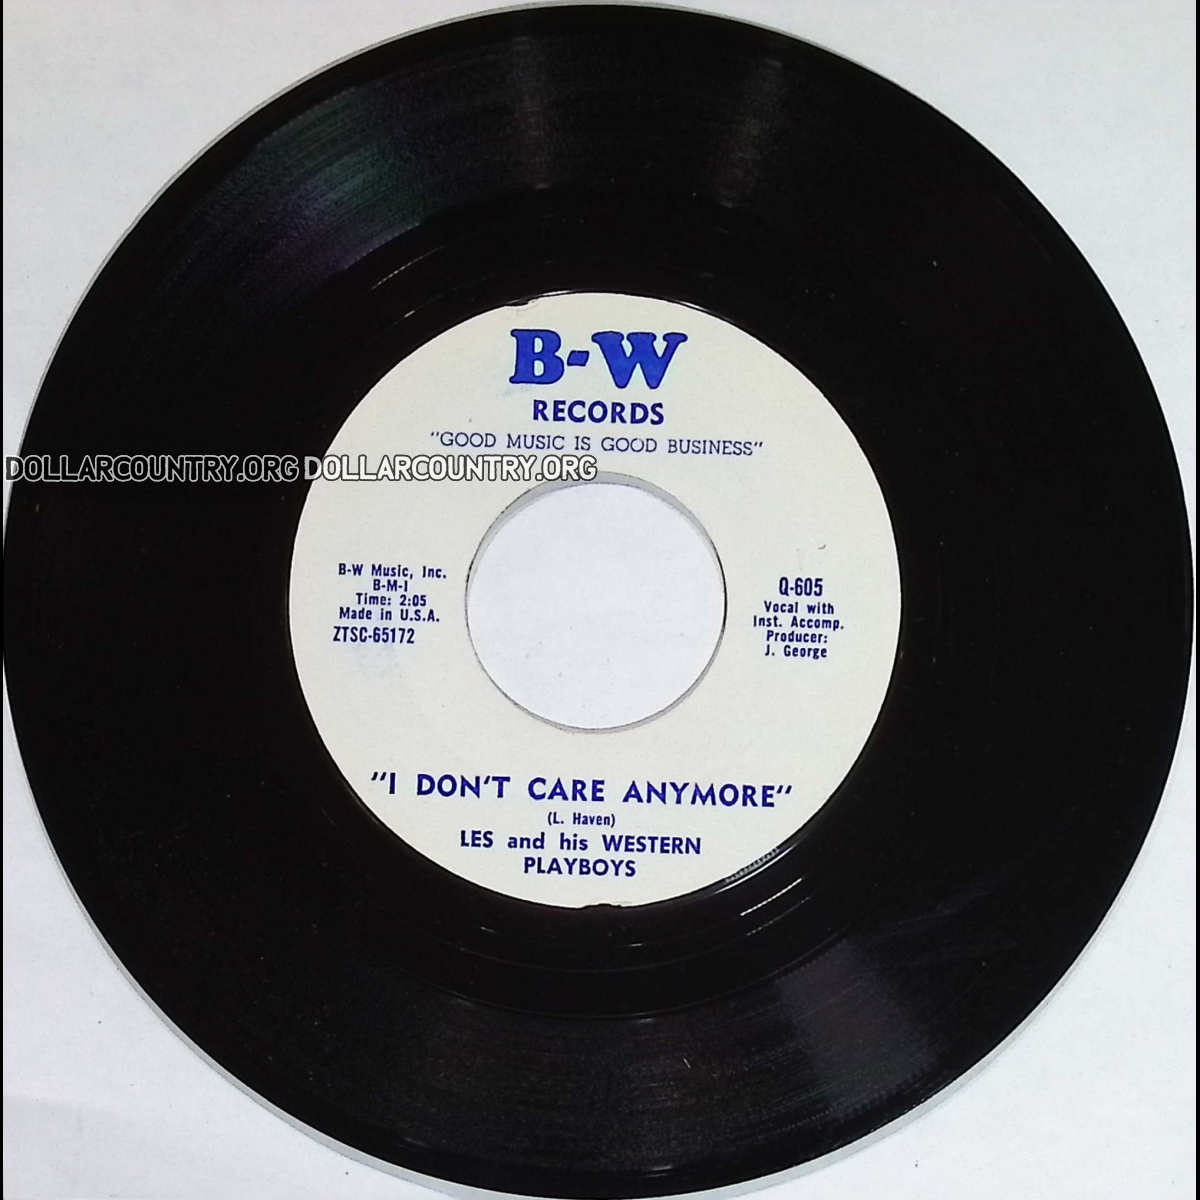 B-W
RECORDS
"GOOD MUSIC IS GOOD BUSINESS"
DOLLARCOUNTRY.ORG DOLLARCOUNTRY.ORG
B-W Music, Inc.
B-M-I
Time: 2:05
Made in U.S.A.
ZTSC-65172
Q-605
Vocal with
Inst. Accomp.
Producer:
J. George
"I DON'T CARE ANYMORE"
(L. Haven)
LES and his WESTERN
PLAYBOYS